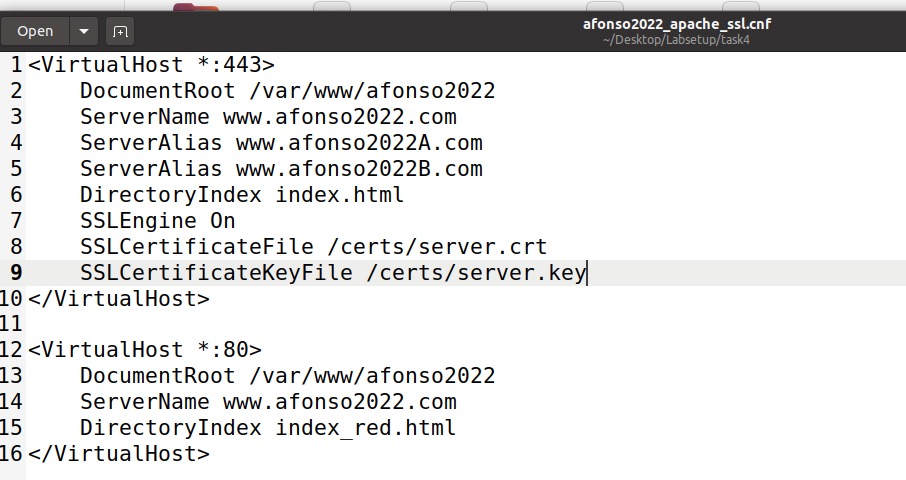 Open
afonso2022_apache_ssl.cnf
~/Desktop/Labsetup/task4
1 <VirtualHost *:443>
2     DocumentRoot /var/www/afonso2022
3     ServerName www.afonso2022.com
4     ServerAlias www.afonso2022A.com
5     ServerAlias www.afonso2022B.com
6     DirectoryIndex index.html
7     SSLEngine On
8     SSLCertificateFile /certs/server.crt
9     SSLCertificateKeyFile /certs/server.key
10 </VirtualHost>
11
12 <VirtualHost *:80>
13     DocumentRoot /var/www/afonso2022
14     ServerName www.afonso2022.com
15     DirectoryIndex index_red.html
16 </VirtualHost>